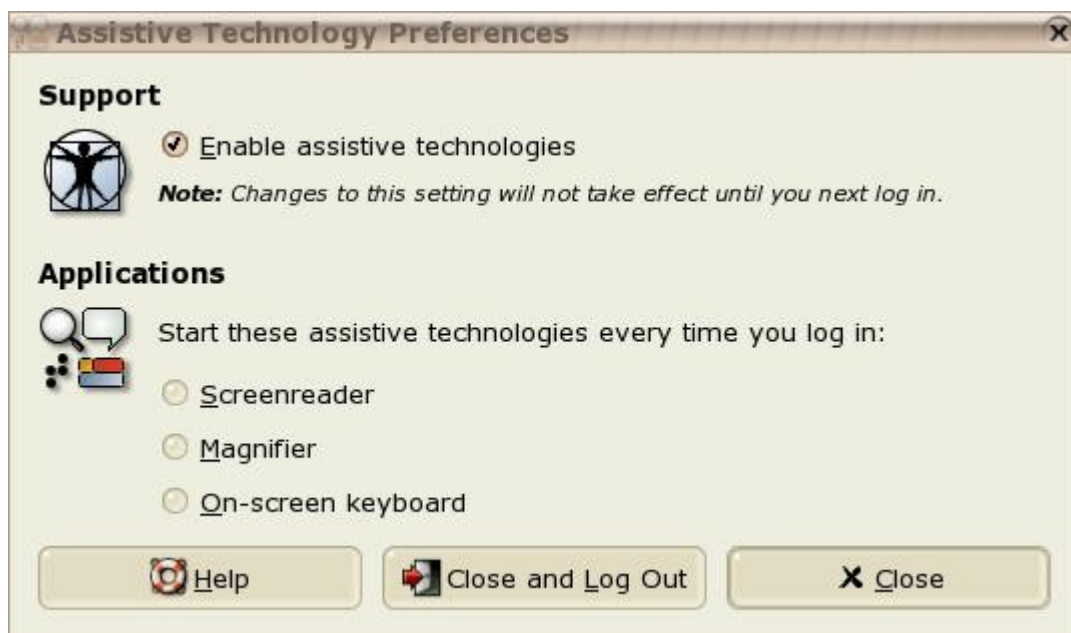 Assistive Technology Preferences
Support
Enable assistive technologies
Note: Changes to this setting will not take effect until you next log in.
Applications
Start these assistive technologies every time you log in:
Screenreader
Magnifier
On-screen keyboard
Help
Close and Log Out
Close